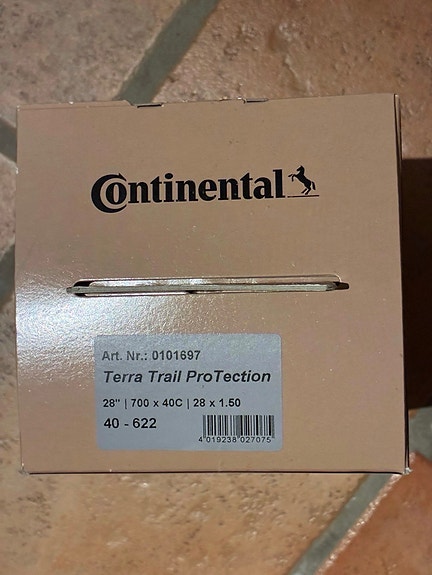 Continental
Art. Nr.: 0101697
Terra Trail ProTection
28" | 700 x 40C | 28 x 1.50
40 - 622
4 019238 027075